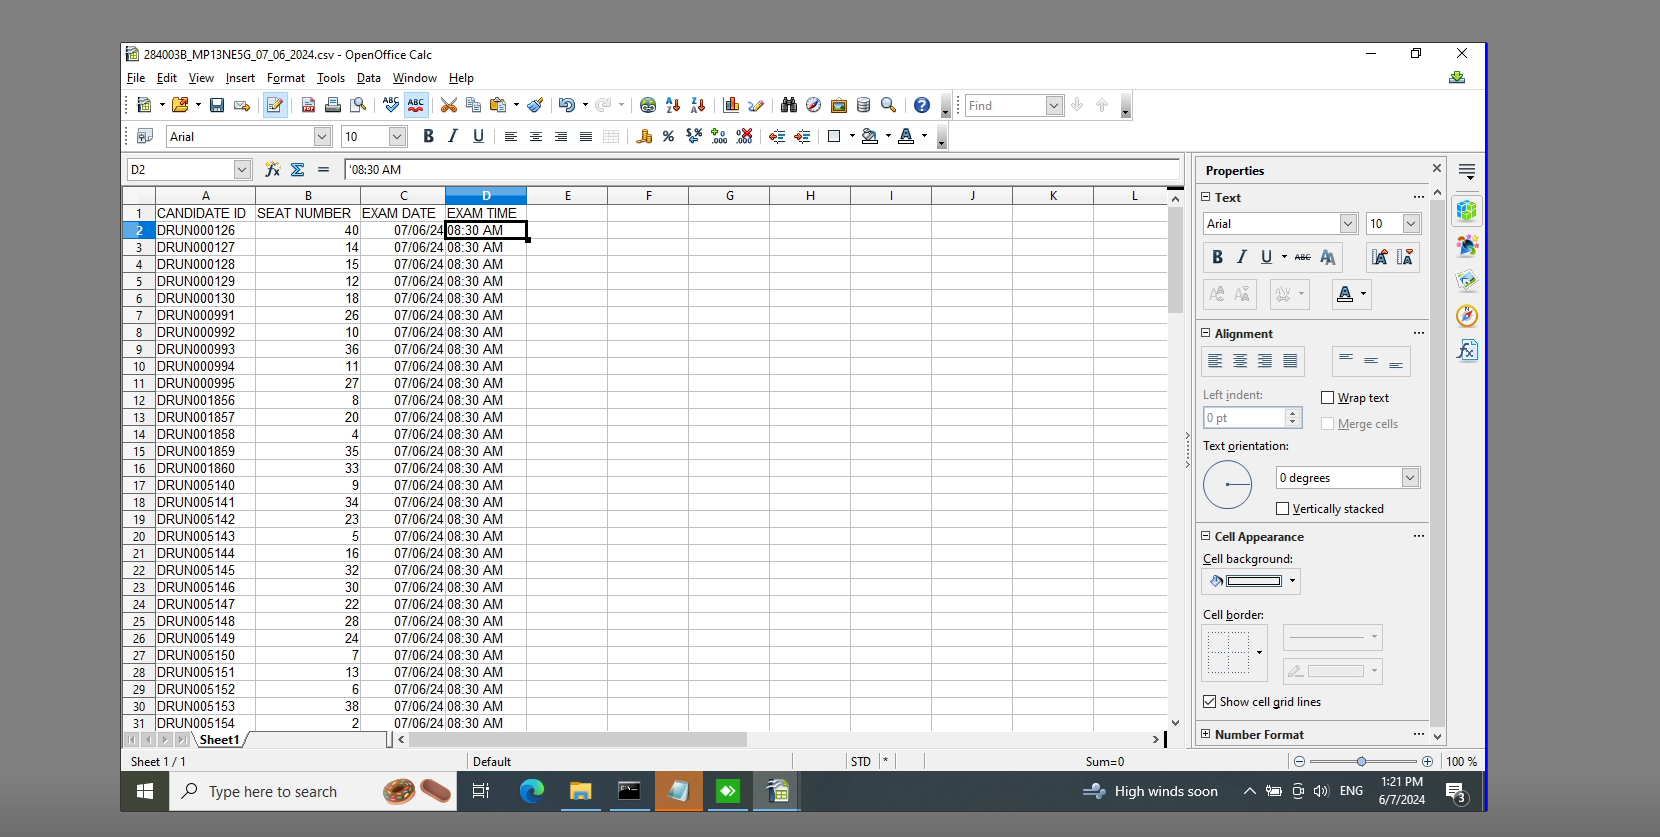 284003B_MP13NE5G_07_06_2024.csv - OpenOffice Calc
File Edit View Insert Format Tools Data Window Help
Find
Arial 10
D2 '08:30 AM
A B C D E F G H I J K L
1 CANDIDATE ID SEAT NUMBER EXAM DATE EXAM TIME
2 DRUN000126 40 07/06/24 08:30 AM
3 DRUN000127 14 07/06/24 08:30 AM
4 DRUN000128 15 07/06/24 08:30 AM
5 DRUN000129 12 07/06/24 08:30 AM
6 DRUN000130 18 07/06/24 08:30 AM
7 DRUN000991 26 07/06/24 08:30 AM
8 DRUN000992 10 07/06/24 08:30 AM
9 DRUN000993 36 07/06/24 08:30 AM
10 DRUN000994 11 07/06/24 08:30 AM
11 DRUN000995 27 07/06/24 08:30 AM
12 DRUN001856 8 07/06/24 08:30 AM
13 DRUN001857 20 07/06/24 08:30 AM
14 DRUN001858 4 07/06/24 08:30 AM
15 DRUN001859 35 07/06/24 08:30 AM
16 DRUN001860 33 07/06/24 08:30 AM
17 DRUN005140 9 07/06/24 08:30 AM
18 DRUN005141 34 07/06/24 08:30 AM
19 DRUN005142 23 07/06/24 08:30 AM
20 DRUN005143 5 07/06/24 08:30 AM
21 DRUN005144 16 07/06/24 08:30 AM
22 DRUN005145 32 07/06/24 08:30 AM
23 DRUN005146 30 07/06/24 08:30 AM
24 DRUN005147 22 07/06/24 08:30 AM
25 DRUN005148 28 07/06/24 08:30 AM
26 DRUN005149 24 07/06/24 08:30 AM
27 DRUN005150 7 07/06/24 08:30 AM
28 DRUN005151 13 07/06/24 08:30 AM
29 DRUN005152 6 07/06/24 08:30 AM
30 DRUN005153 38 07/06/24 08:30 AM
31 DRUN005154 2 07/06/24 08:30 AM
Sheet1
Properties
Text
Arial 10
Alignment
Left indent:
0 pt
Wrap text
Merge cells
Text orientation:
0 degrees
Vertically stacked
Cell Appearance
Cell background:
Cell border:
Show cell grid lines
Number Format
Sheet 1 / 1 Default STD * Sum=0 100 %
Type here to search
High winds soon ENG
1:21 PM
6/7/2024
3